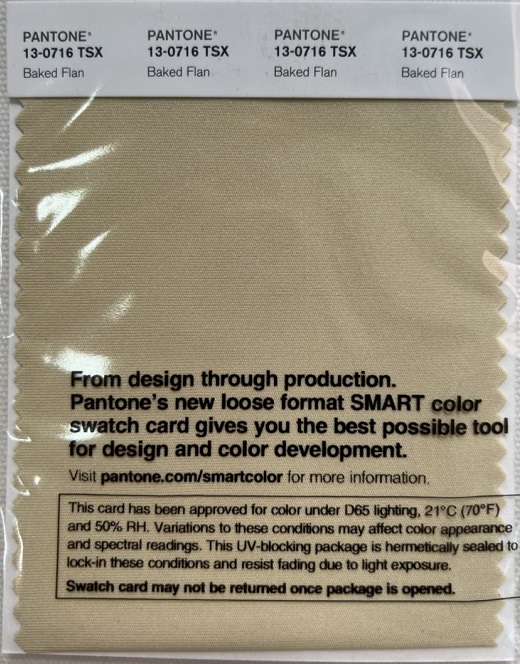 PANTONE® PANTONE® PANTONE® PANTONE®
13-0716 TSX 13-0716 TSX 13-0716 TSX 13-0716 TSX
Baked Flan Baked Flan Baked Flan Baked Flan
From design through production.
Pantone's new loose format SMART color
swatch card gives you the best possible tool
for design and color development.
Visit pantone.com/smartcolor for more information.
This card has been approved for color under D65 lighting, 21°C (70°F)
and 50% RH. Variations to these conditions may affect color appearance
and spectral readings. This UV-blocking package is hermetically sealed to
lock-in these conditions and resist fading due to light exposure.
Swatch card may not be returned once package is opened.